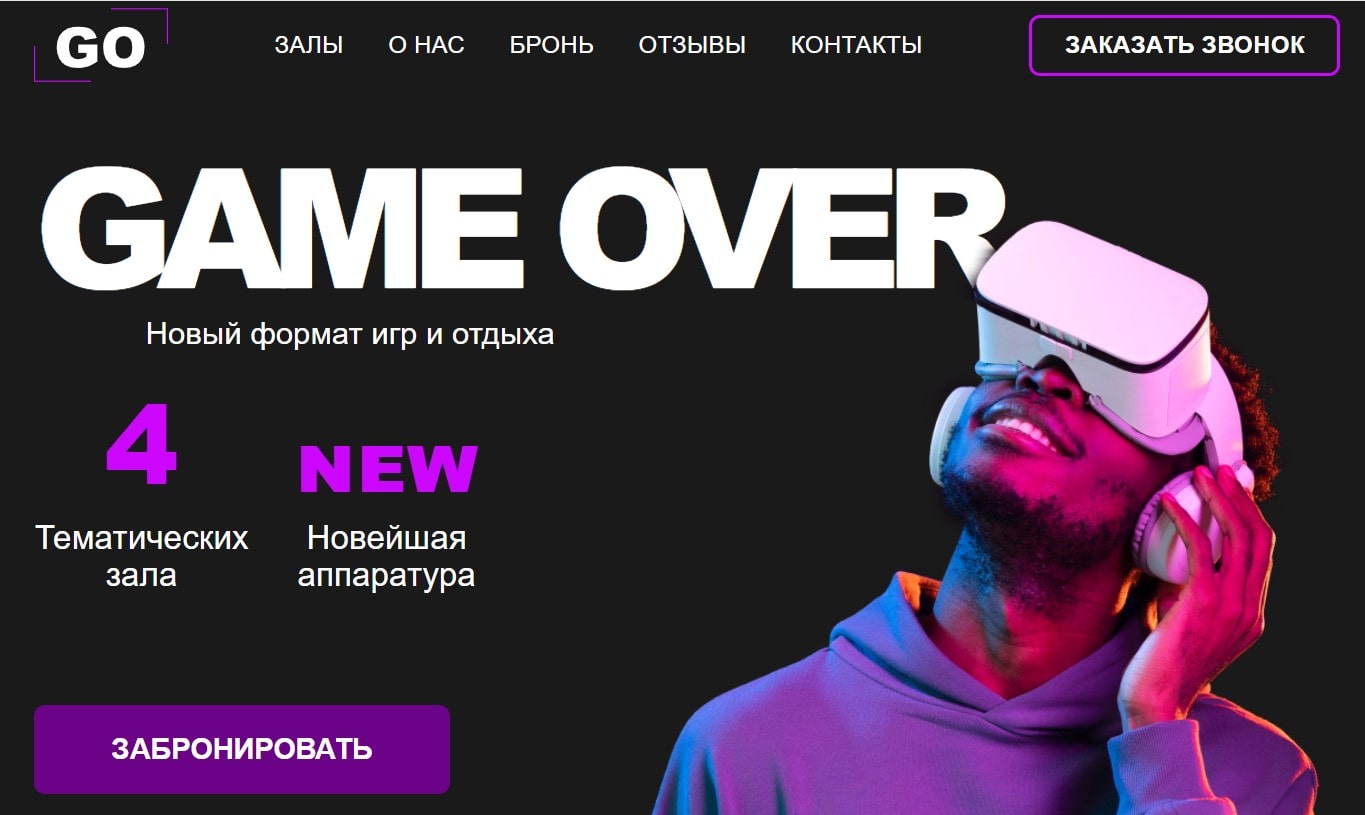 GO
ЗАЛЫ О НАС БРОНЬ ОТЗЫВЫ КОНТАКТЫ
ЗАКАЗАТЬ ЗВОНОК
GAME OVER
Новый формат игр и отдыха
4
Тематических
зала
NEW
Новейшая
аппаратура
ЗАБРОНИРОВАТЬ